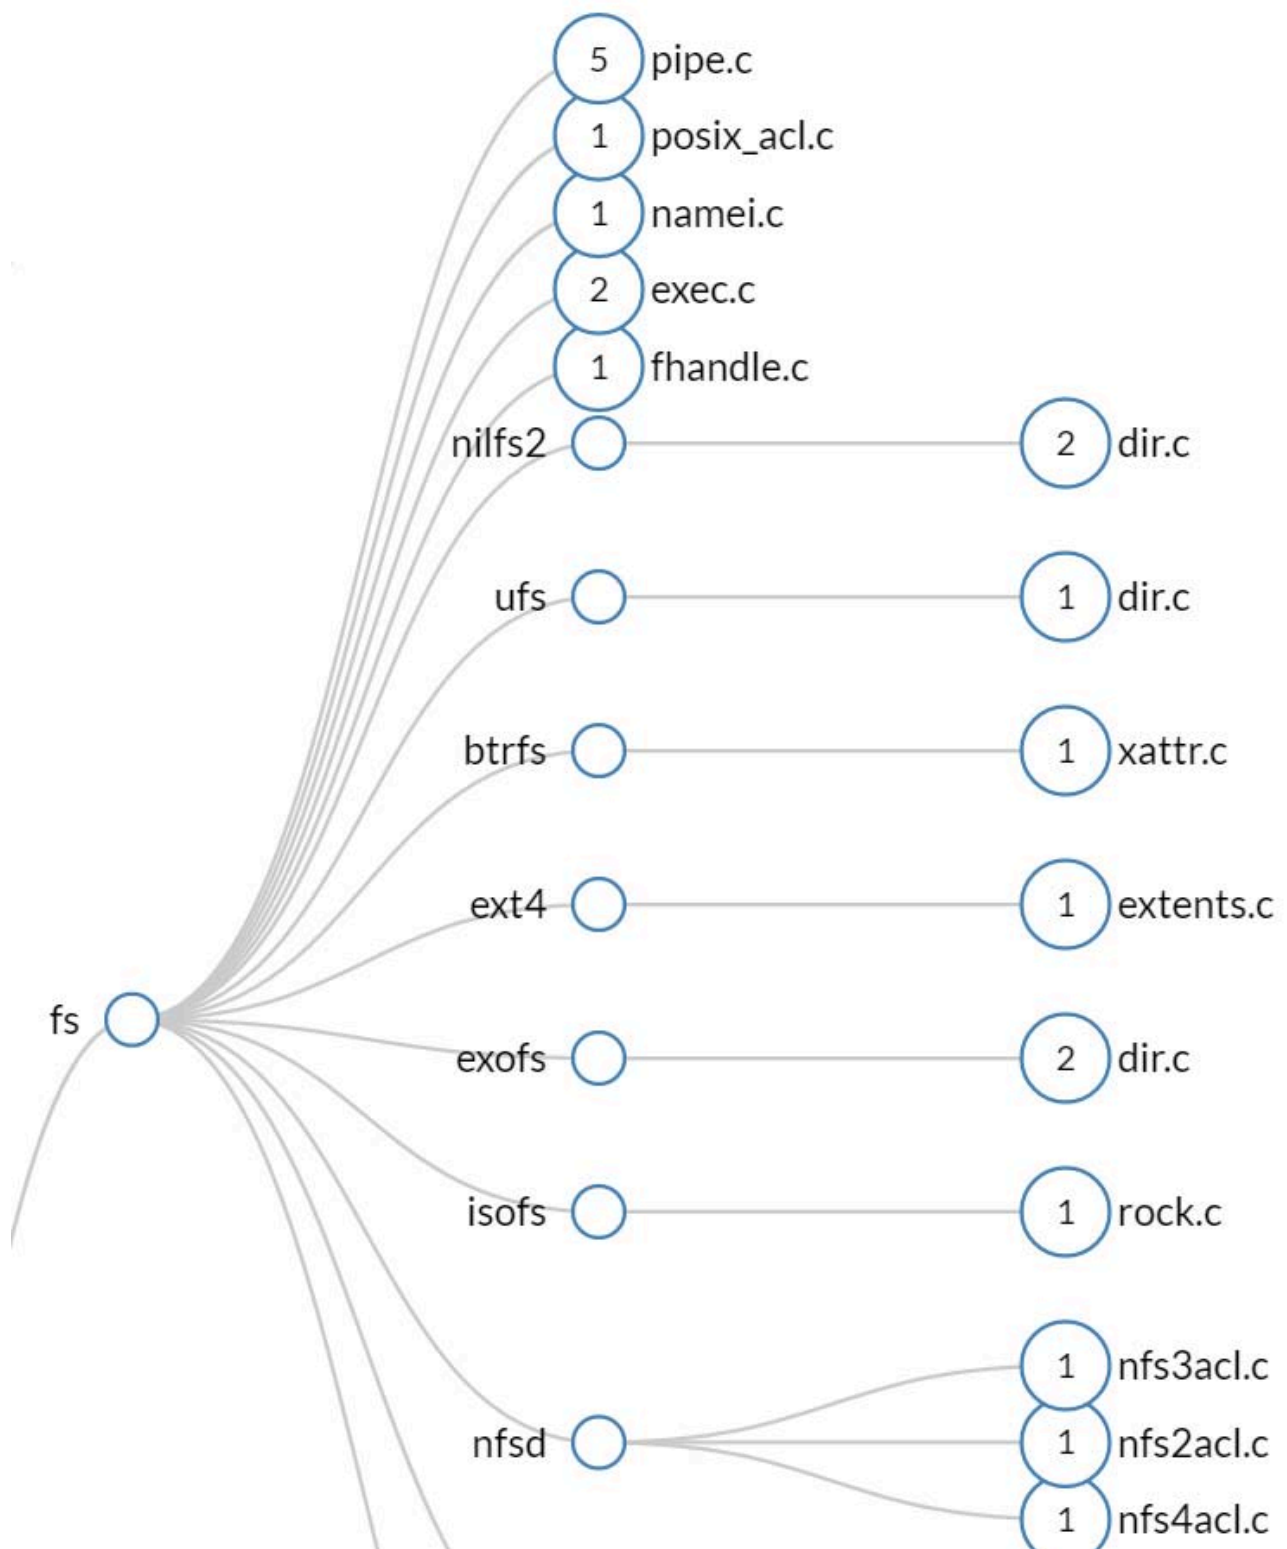 5 pipe.c
1 posix_acl.c
1 namei.c
2 exec.c
1 fhandle.c
nilfs2 2 dir.c
ufs 1 dir.c
btrfs 1 xattr.c
ext4 1 extents.c
fs
exofs 2 dir.c
isofs 1 rock.c
1 nfs3acl.c
nfsd 1 nfs2acl.c
1 nfs4acl.c